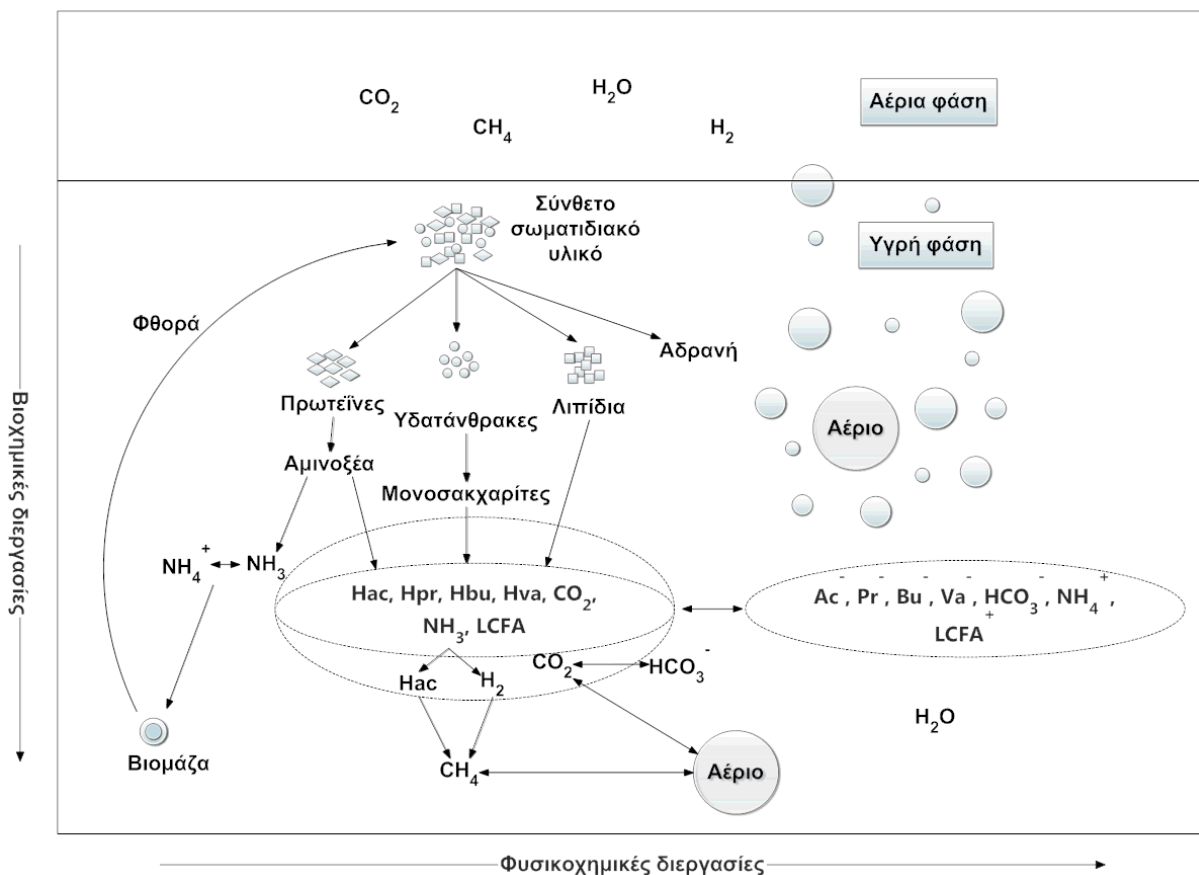 H₂O
CO₂
CH₄
H₂
Αέρια φάση
Σύνθετο
σωματιδιακό
υλικό
Υγρή φάση
Φθορά
Αδρανή
Πρωτεΐνες
Υδατάνθρακες
Λιπίδια
Αέριο
Αμινοξέα
Μονοσακχαρίτες
NH₄⁺
NH₃
Hac, Hpr, Hbu, Hva, CO₂,
NH₃, LCFA
Ac⁻, Pr⁻, Bu⁻, Va⁻, HCO₃⁻, NH₄⁺,
LCFA⁺
Hac
H₂
CO₂
HCO₃⁻
H₂O
Βιομάζα
CH₄
Αέριο
Βιοχημικές διεργασίες
Φυσικοχημικές διεργασίες